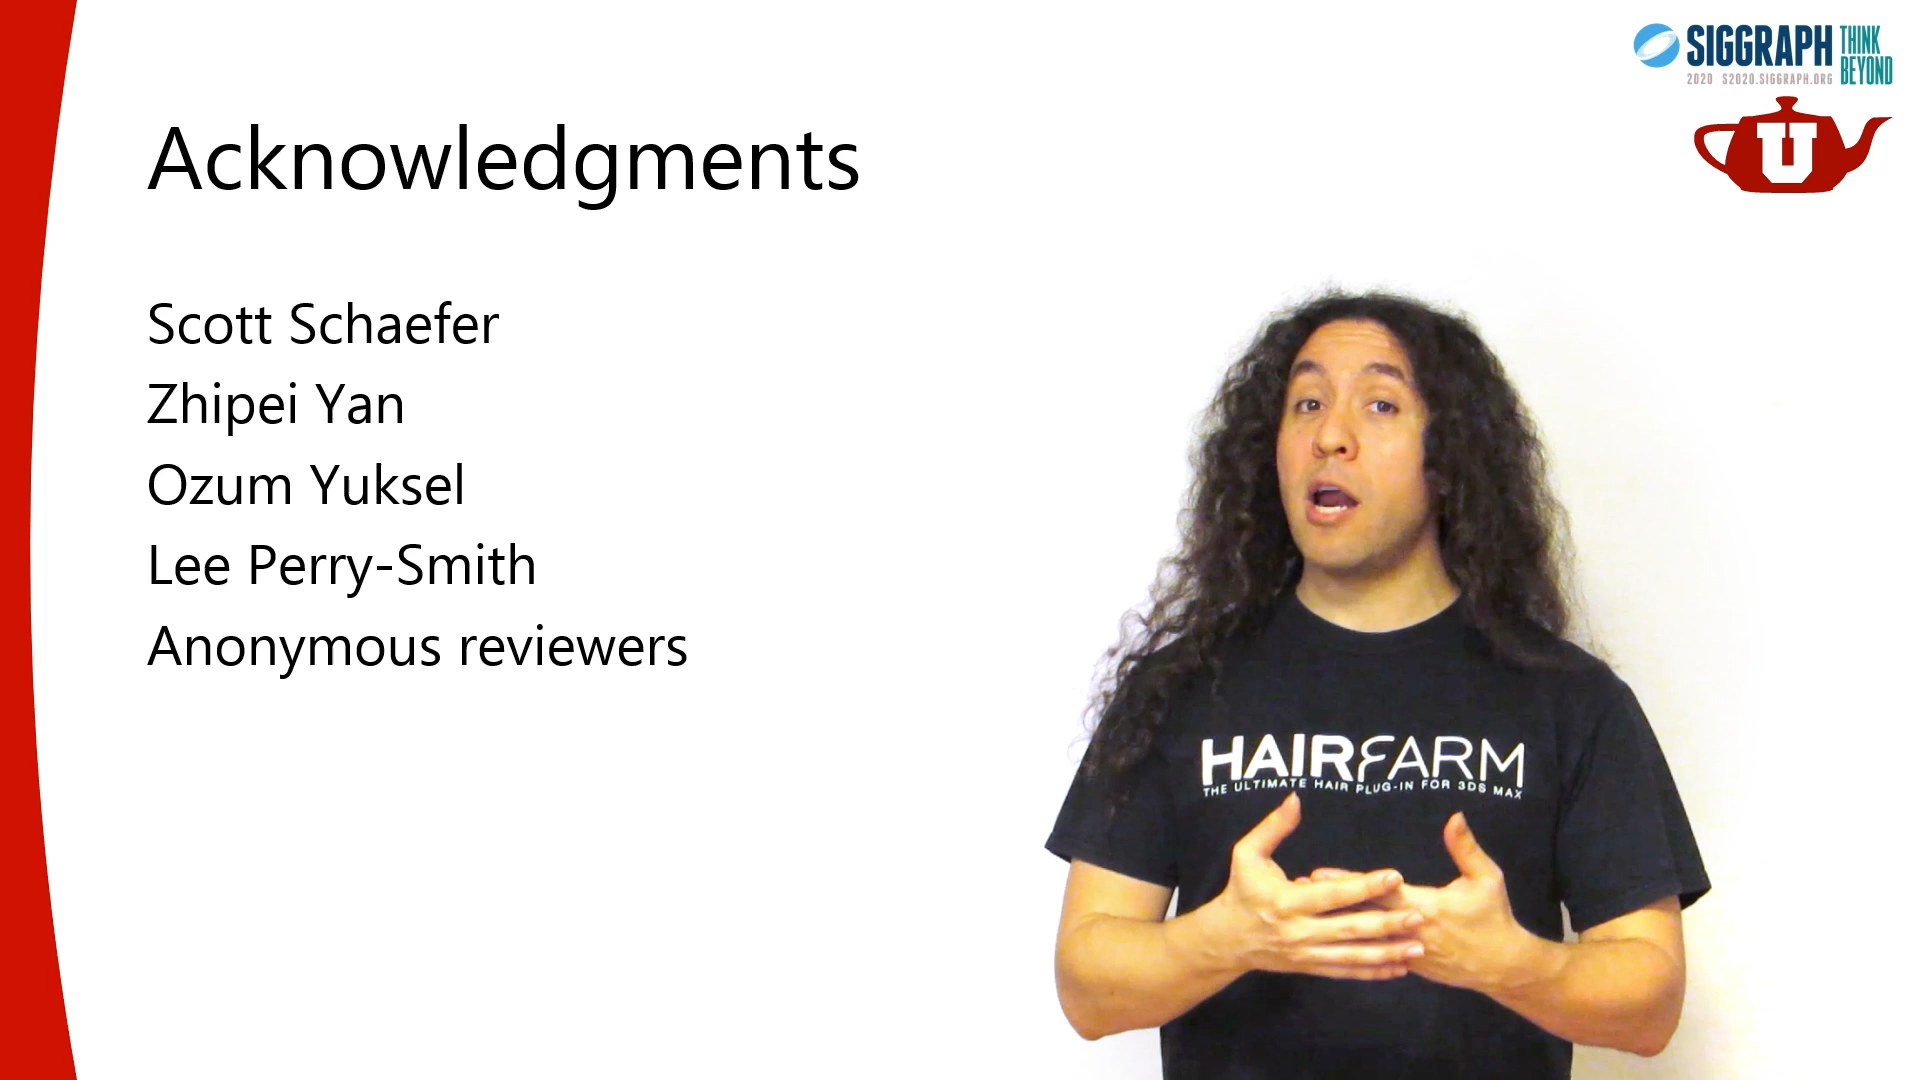 SIGGRAPH THINK BEYOND
2020 S2020.SIGGRAPH.ORG
U
Acknowledgments
Scott Schaefer
Zhipei Yan
Ozum Yuksel
Lee Perry-Smith
Anonymous reviewers
HAIRFARM
THE ULTIMATE HAIR PLUG-IN FOR 3DS MAX